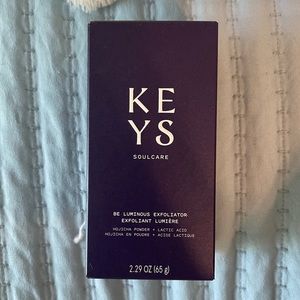 KE
YS
SOULCARE
BE LUMINOUS EXFOLIATOR
EXFOLIANT LUMIÈRE
HOJICHA POWDER + LACTIC ACID
HOJICHA EN POUDRE + ACIDE LACTIQUE
2.29 OZ (65 g)